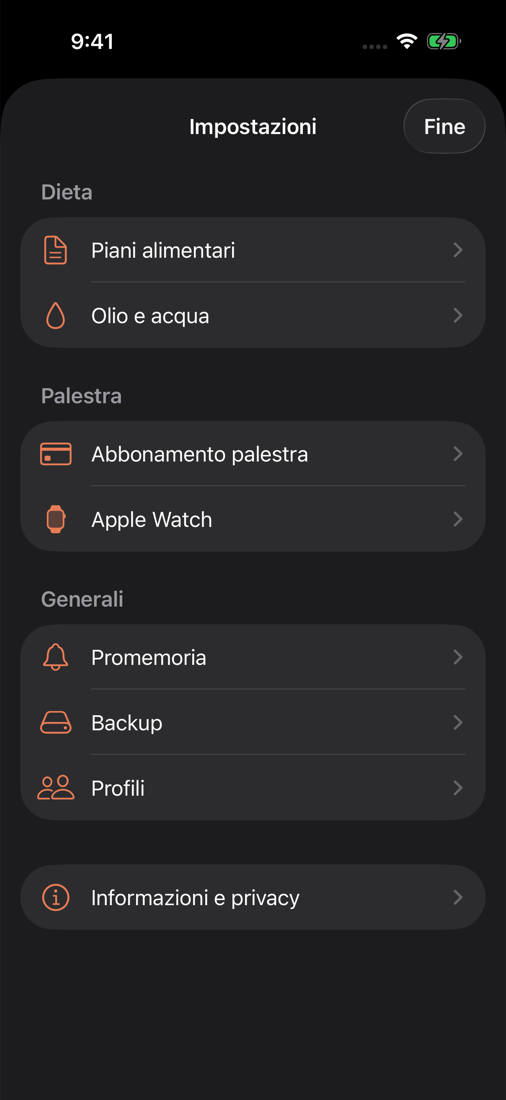 9:41
Impostazioni
Fine
Dieta
Piani alimentari
Olio e acqua
Palestra
Abbonamento palestra
Apple Watch
Generali
Promemoria
Backup
Profili
Informazioni e privacy